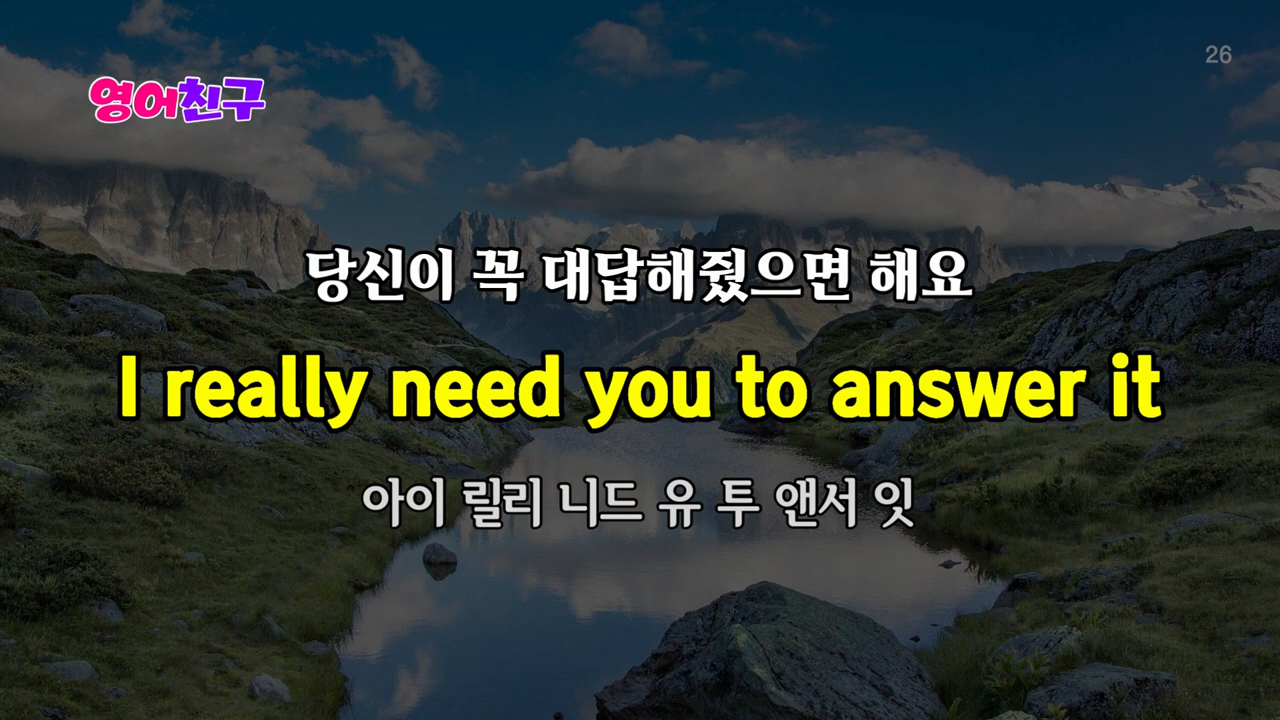 26
영어친구
당신이 꼭 대답해줬으면 해요
I really need you to answer it
아이 릴리 니드 유 투 앤서 잇